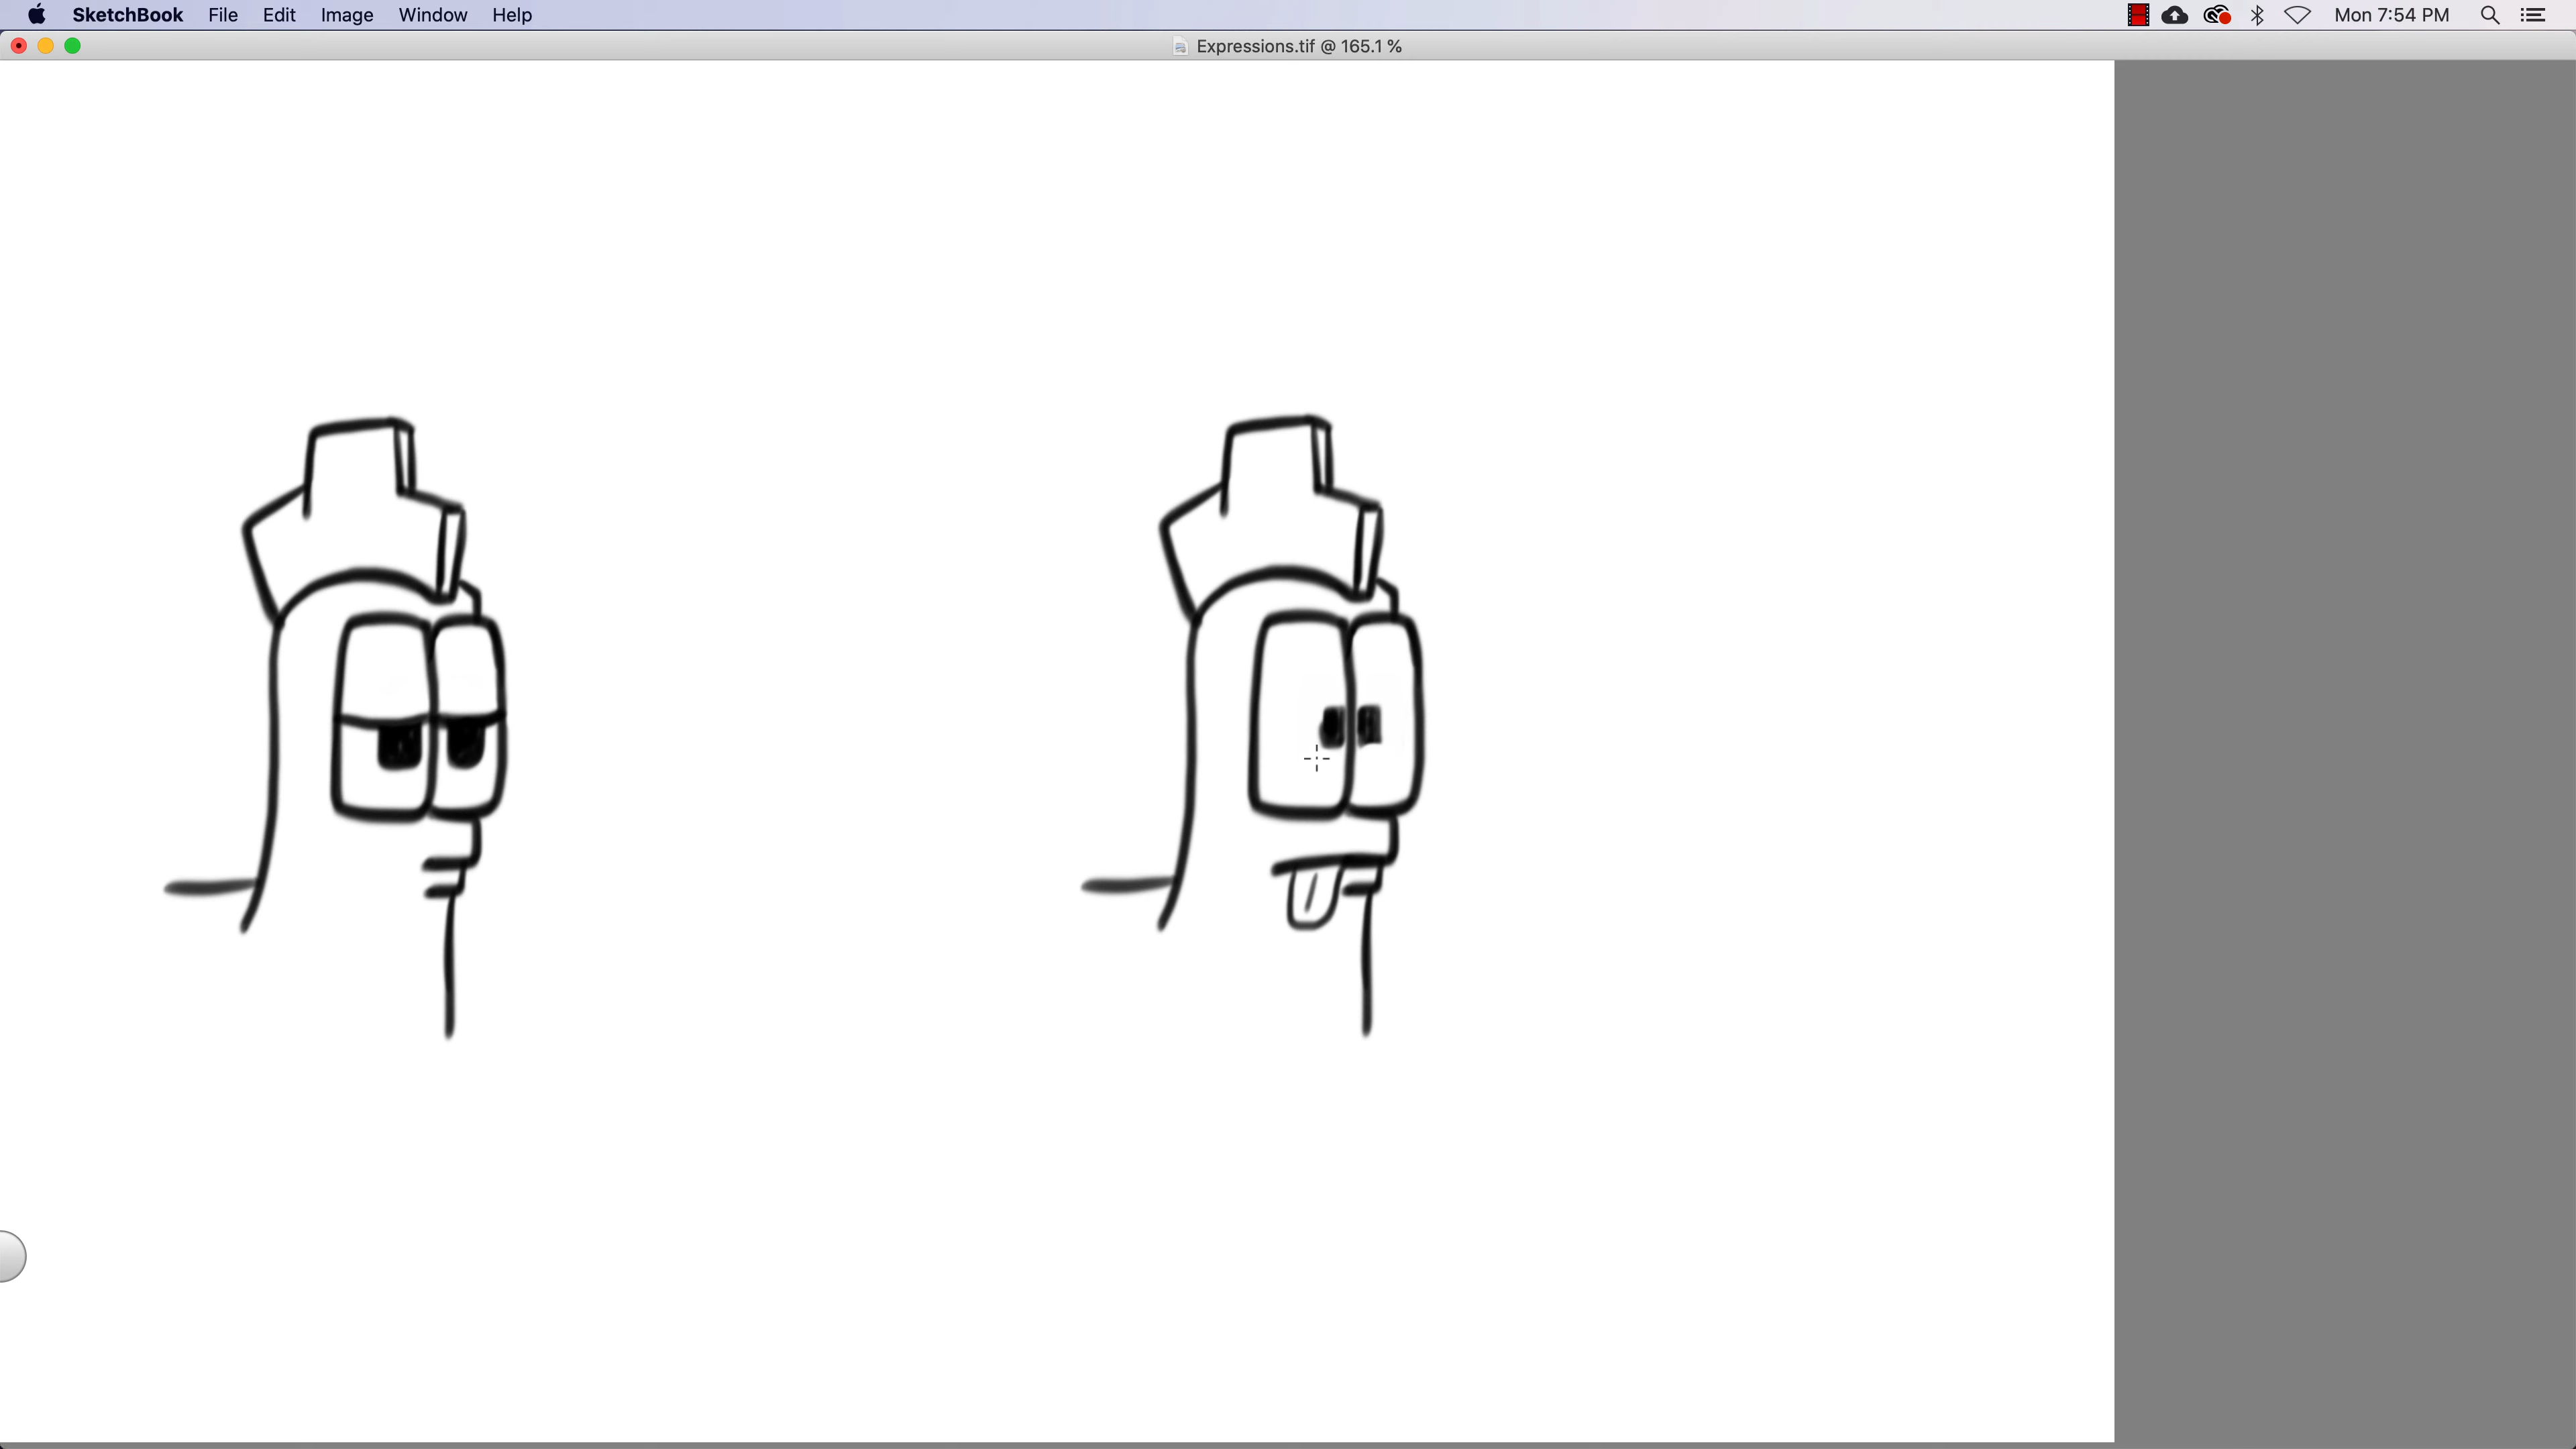 SketchBook File Edit Image Window Help Mon 7:54 PM
Expressions.tif @ 165.1 %